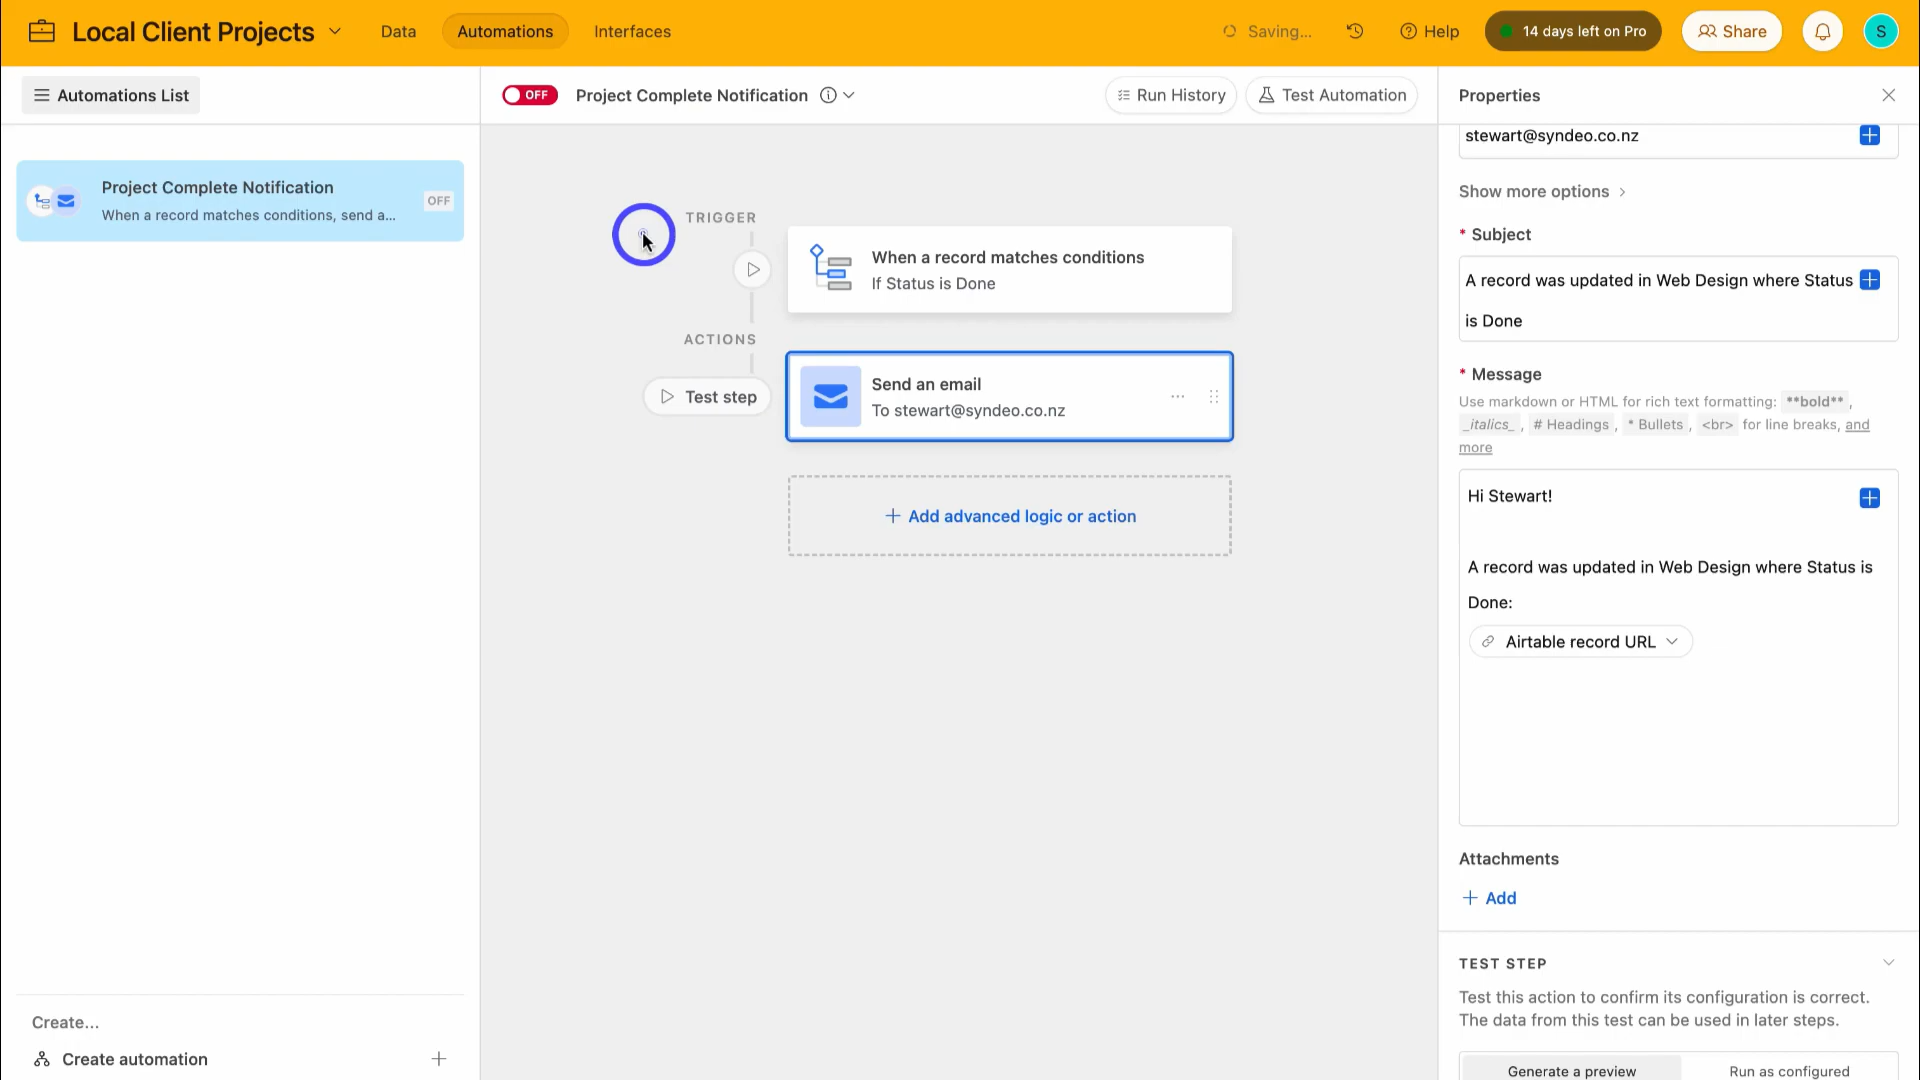 Local Client Projects
Data
Automations
Interfaces
Saving...
Help
14 days left on Pro
Share
S
Automations List
OFF
Project Complete Notification
Run History
Test Automation
Properties
Project Complete Notification
When a record matches conditions, send a...
OFF
TRIGGER
When a record matches conditions
If Status is Done
ACTIONS
Test step
Send an email
To stewart@syndeo.co.nz
+ Add advanced logic or action
stewart@syndeo.co.nz
Show more options
* Subject
A record was updated in Web Design where Status
is Done
* Message
Use markdown or HTML for rich text formatting: **bold** ,
_italics_ , # Headings , * Bullets , <br> for line breaks, and
more
Hi Stewart!
A record was updated in Web Design where Status is
Done:
Airtable record URL
Attachments
+ Add
TEST STEP
Test this action to confirm its configuration is correct.
The data from this test can be used in later steps.
Generate a preview
Run as configured
Create...
Create automation